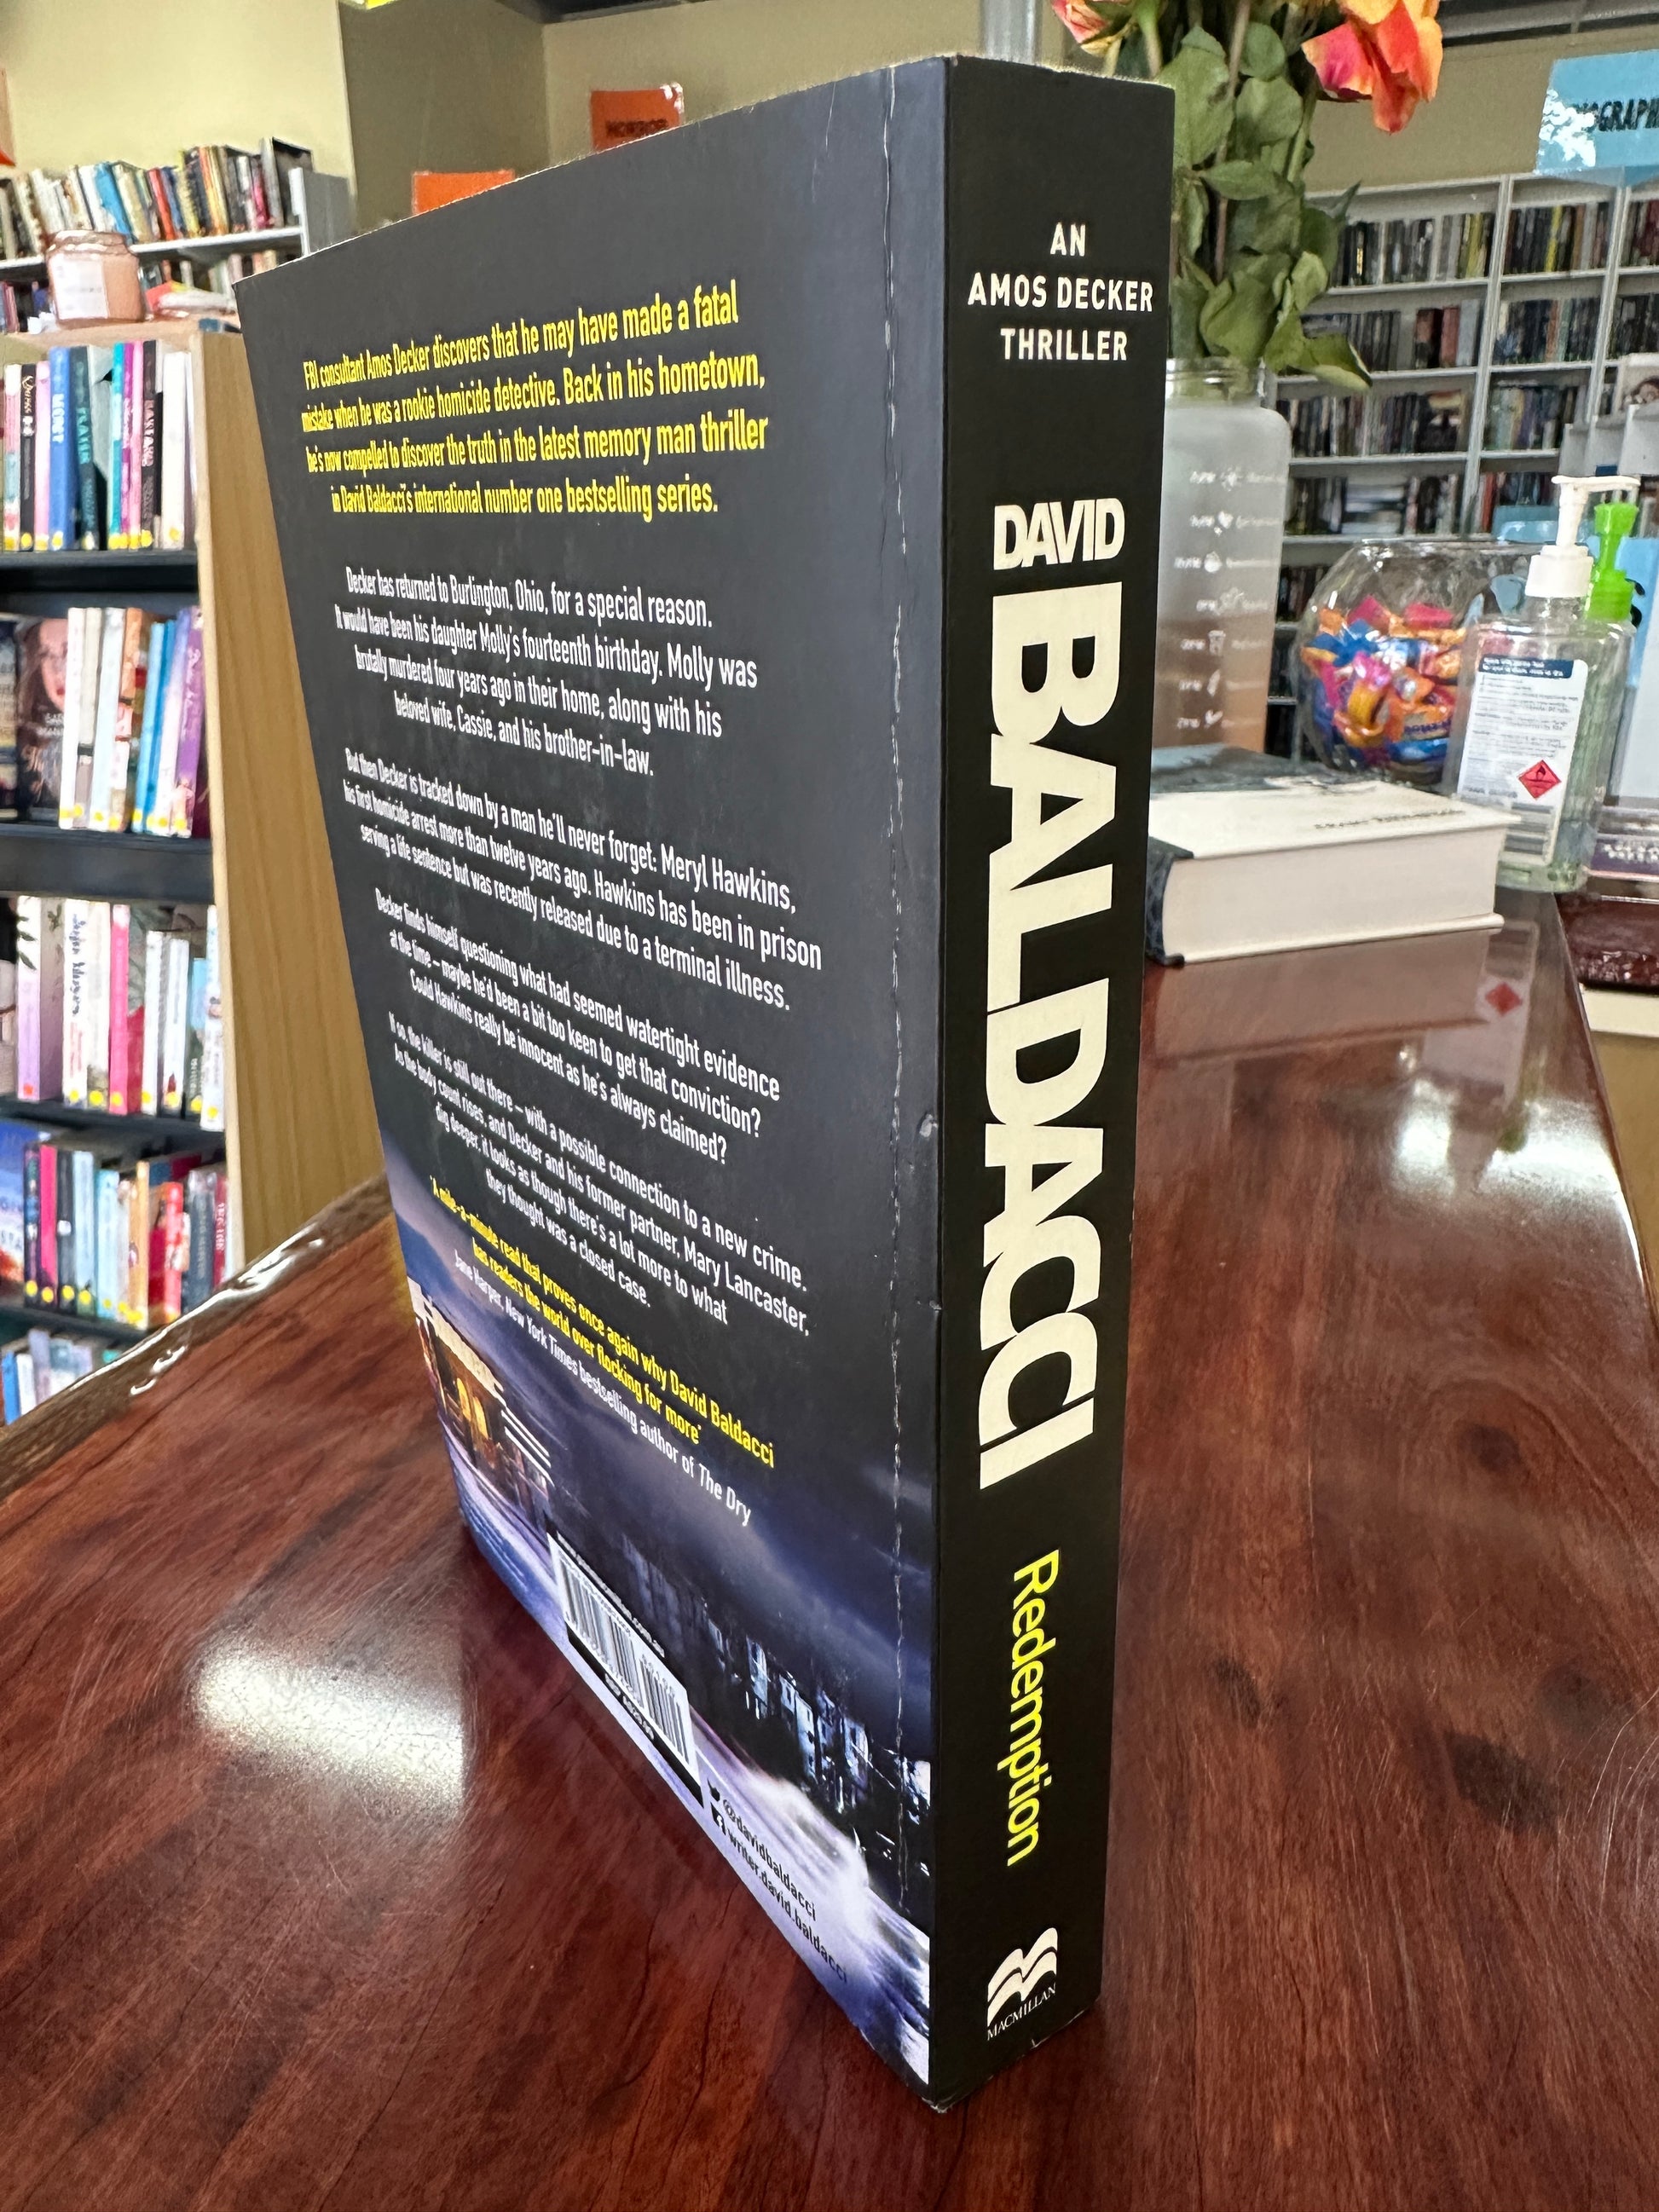 FBI consultant Amos Decker discovers that he may have made a fatal
mistake when he was a rookie homicide detective. Back in his hometown,
he's now compelled to discover the truth in the latest memory man thriller
in David Baldacci's international number one bestselling series.
Decker has returned to Burlington, Ohio, for a special reason.
It would have been his daughter Molly's fourteenth birthday. Molly was
brutally murdered four years ago in their home, along with his
beloved wife, Cassie, and his brother-in-law.
But then Decker is tracked down by a man he'll never forget: Meryl Hawkins,
his first homicide arrest more than twelve years ago. Hawkins has been in prison
serving a life sentence but was recently released due to a terminal illness.
Decker finds himself questioning what had seemed watertight evidence
at the time – maybe he'd been a bit too keen to get that conviction?
Could Hawkins really be innocent as he's always claimed?
If so, the killer is still out there – with a possible connection to a new crime.
As the body count rises, and Decker and his former partner, Mary Lancaster,
dig deeper, it looks as though there's a lot more to what
they thought was a closed case.
'A mile-a-minute read that proves once again why David Baldacci
has readers the world over flocking for more'
Jane Harper, New York Times bestselling author of The Dry
@davidbaldacci
writer.david.baldacci
AN
AMOS DECKER
THRILLER
DAVID
BALDACCI
Redemption
MACMILLAN
HORROR